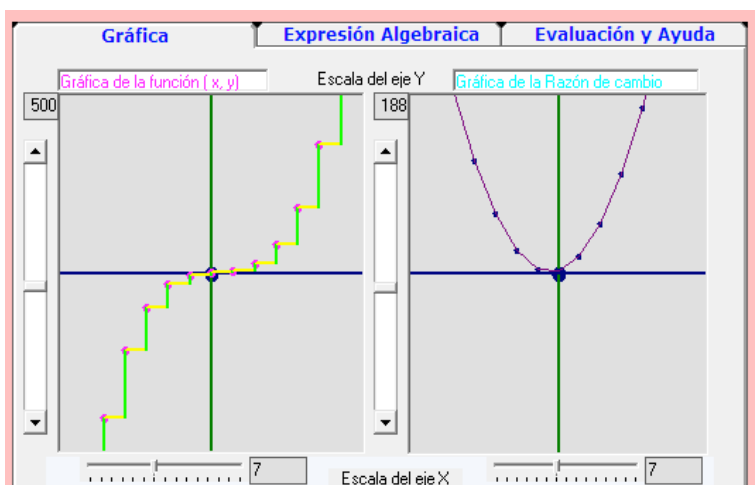 Gráfica Expresión Algebraica Evaluación y Ayuda
Gráfica de la función ( x, y) Escala del eje Y Gráfica de la Razón de cambio
500 188
7 Escala del eje X 7